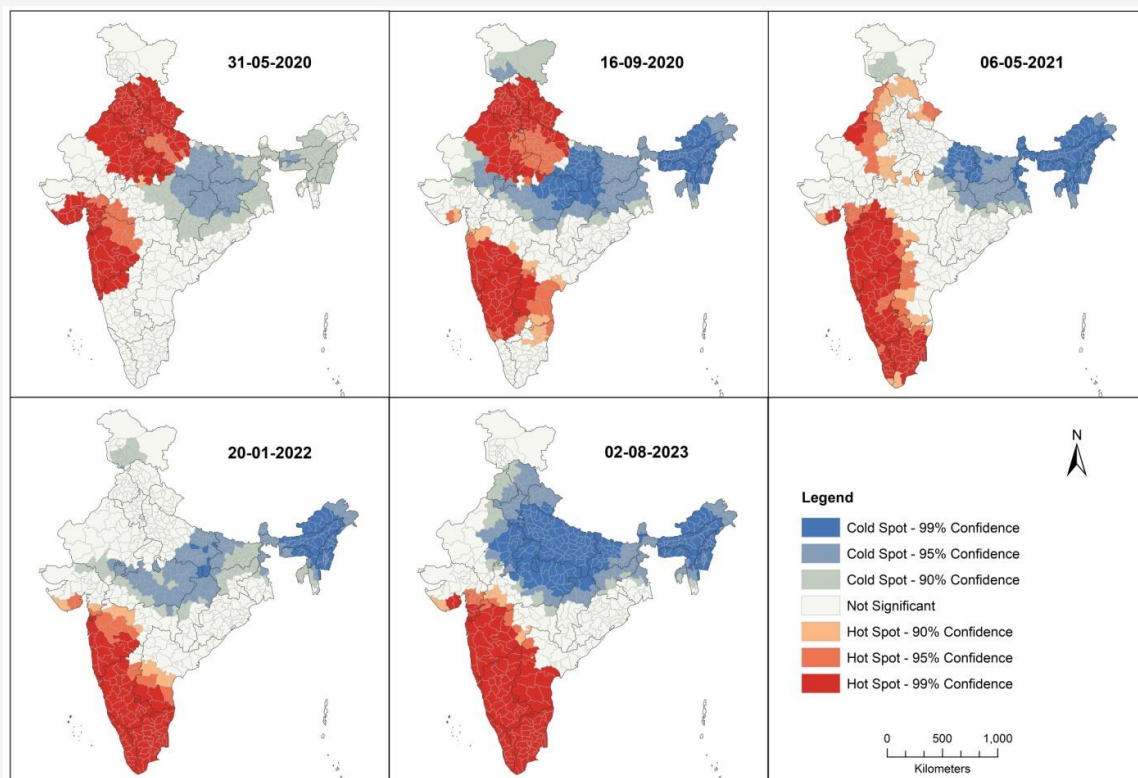 31-05-2020
16-09-2020
06-05-2021
20-01-2022
02-08-2023
N
Legend
Cold Spot - 99% Confidence
Cold Spot - 95% Confidence
Cold Spot - 90% Confidence
Not Significant
Hot Spot - 90% Confidence
Hot Spot - 95% Confidence
Hot Spot - 99% Confidence
0 500 1,000
Kilometers